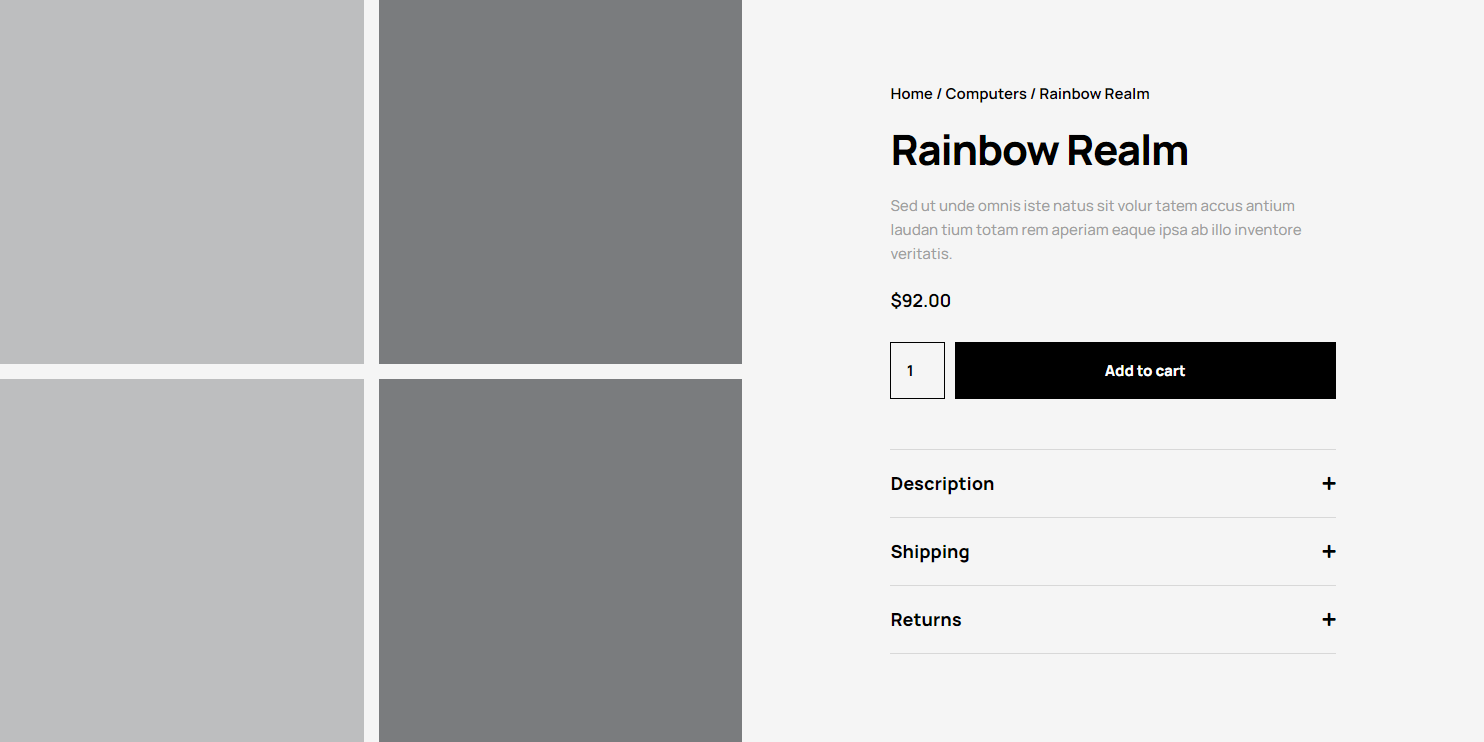 Home / Computers / Rainbow Realm
Rainbow Realm
Sed ut unde omnis iste natus sit volur tatem accus antium
laudan tium totam rem aperiam eaque ipsa ab illo inventore
veritatis.
$92.00
1 Add to cart
Description +
Shipping +
Returns +